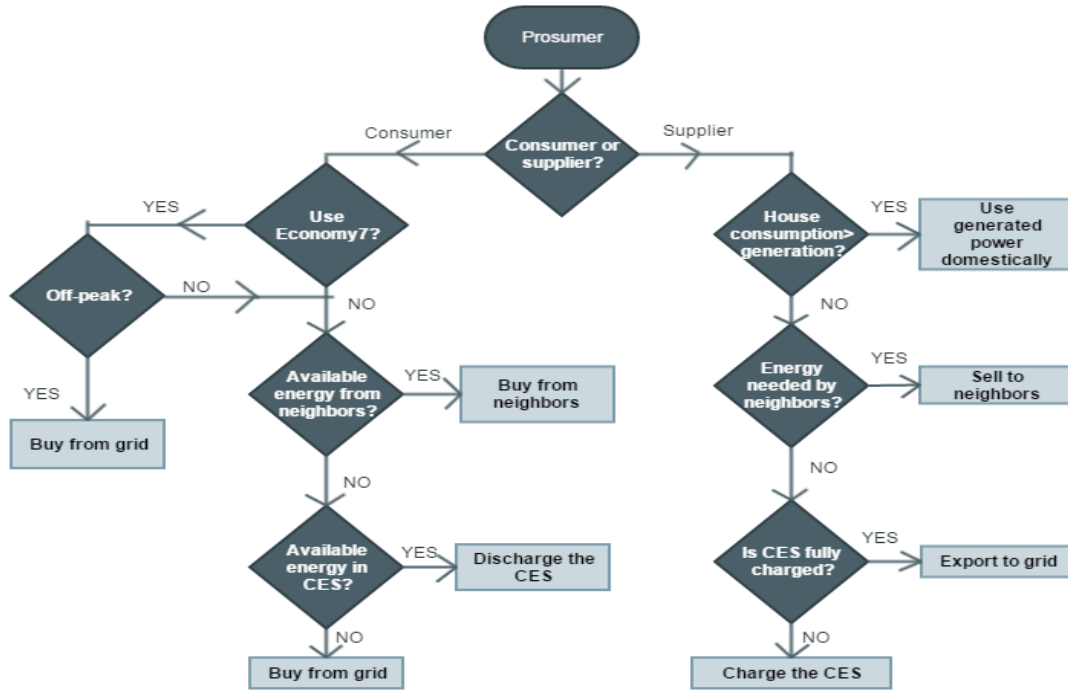 Prosumer
Consumer
Consumer or
supplier?
Supplier
YES
Use
Economy7?
House
consumption>
generation?
YES
Use
generated
power
domestically
Off-peak?
NO
NO
NO
YES
Available
energy from
neighbors?
YES
Buy from
neighbors
Energy
needed by
neighbors?
YES
Sell to
neighbors
Buy from grid
NO
NO
Available
energy in
CES?
YES
Discharge the
CES
Is CES fully
charged?
YES
Export to grid
NO
NO
Buy from grid
Charge the CES